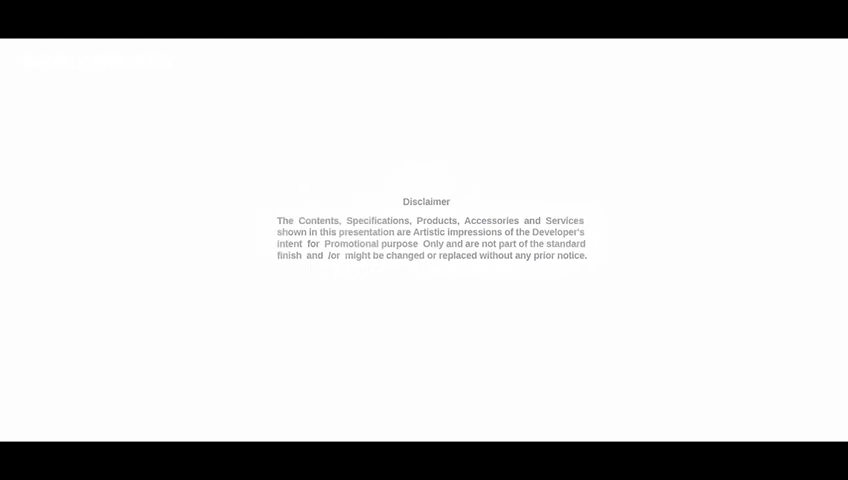 Disclaimer
The Contents, Specifications, Products, Accessories and Services
shown in this presentation are Artistic impressions of the Developer's
intent for Promotional purpose Only and are not part of the standard
finish and /or might be changed or replaced without any prior notice.